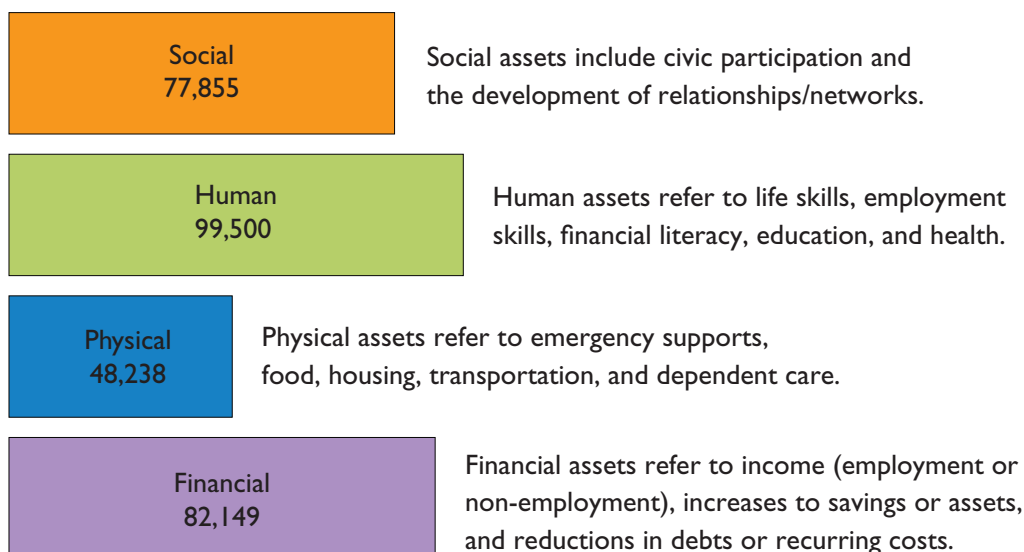 Social
77,855
Social assets include civic participation and
the development of relationships/networks.
Human
99,500
Human assets refer to life skills, employment
skills, financial literacy, education, and health.
Physical
48,238
Physical assets refer to emergency supports,
food, housing, transportation, and dependent care.
Financial
82,149
Financial assets refer to income (employment or
non-employment), increases to savings or assets,
and reductions in debts or recurring costs.